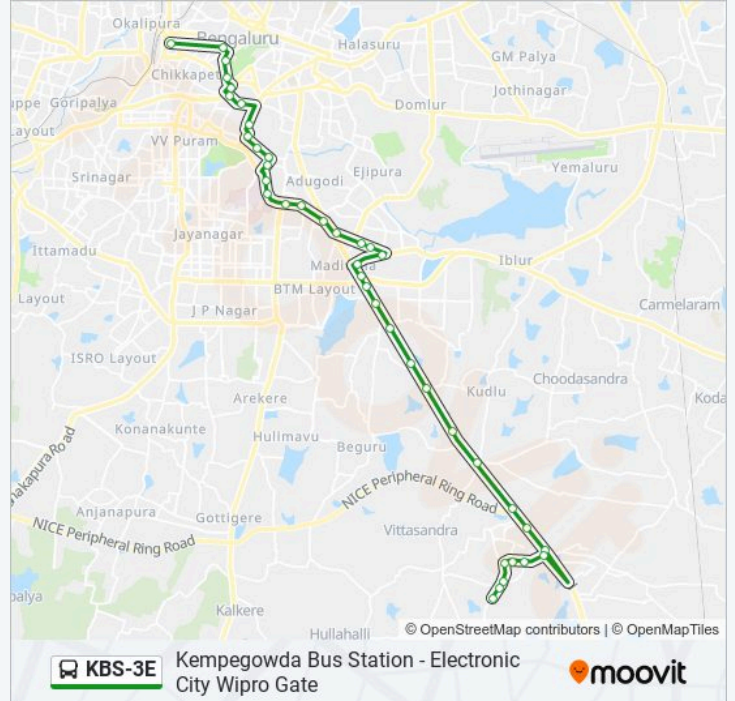 Okalipura
Bengaluru
Halasuru
GM Palya
Chikkapet
Jothinagar
uppe Goripalya
Domlur
Layout
VV Puram
Yemaluru
Srinagar
Adugodi
Ejipura
Jayanagar
Ittamadu
Iblur
BTM Layout
Layout
Carmelaram
J P Nagar
ISRO Layout
Choodasandra
Kudlu
Koda
Arekere
Konanakunte
Hulimavu
Beguru
nakapura Road
NICE Peripheral Ring Road
Anjanapura
Gottigere
Vittasandra
NICE Peripheral Ring Road
palya
Kalkere
Hullahalli
© OpenStreetMap contributors | © OpenMapTiles
KBS-3E
Kempegowda Bus Station - Electronic
City Wipro Gate
moovit